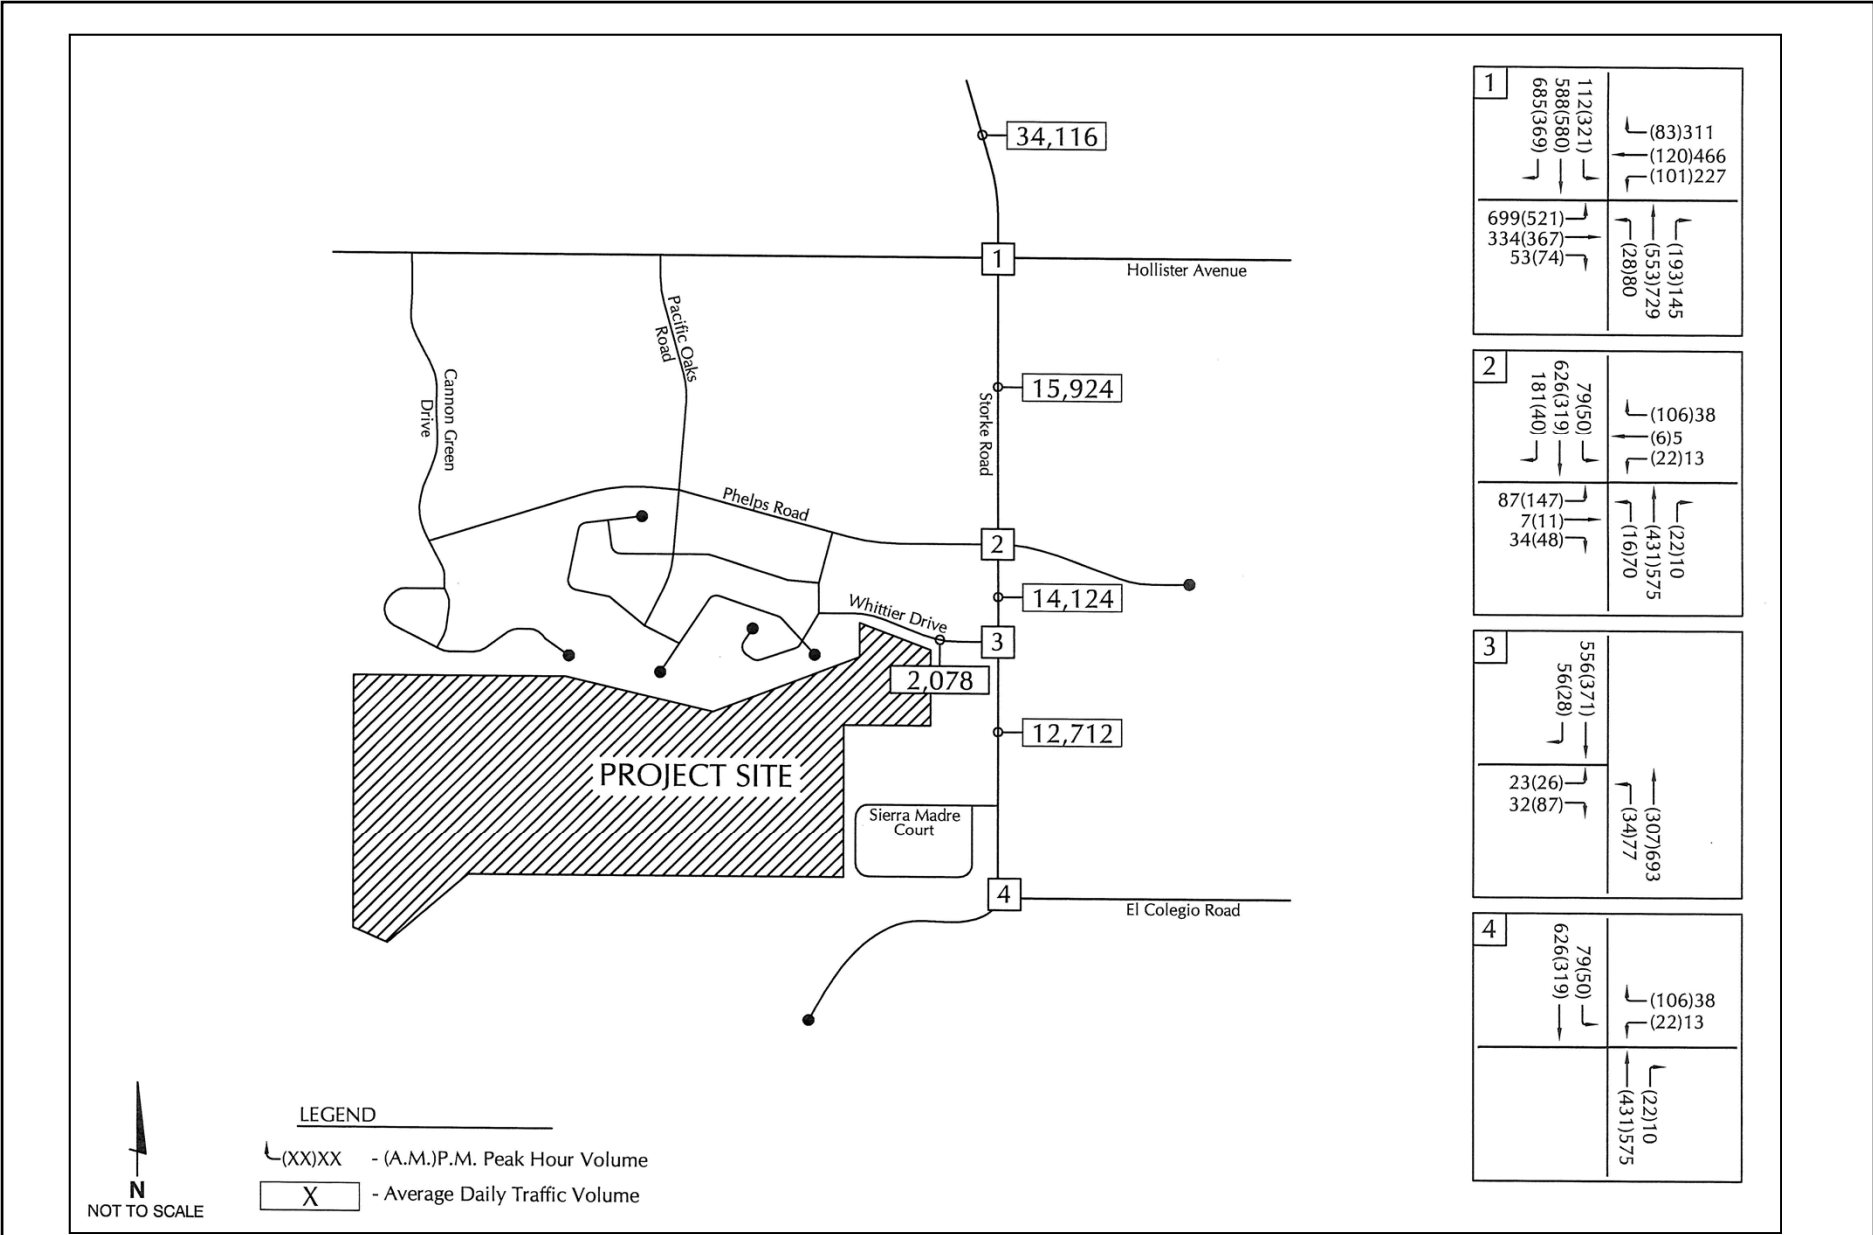 34,116
1
Hollister Avenue
Pacific Oaks
Road
Cannon Green
Drive
15,924
Storke Road
Phelps Road
2
14,124
Whittier Drive
3
2,078
12,712
PROJECT SITE
Sierra Madre
Court
4
El Colegio Road
N
NOT TO SCALE
LEGEND
(XX)XX - (A.M.)P.M. Peak Hour Volume
X - Average Daily Traffic Volume
1
685(369)
588(580)
112(321)
(83)311
(120)466
(101)227
699(521)
334(367)
53(74)
(28)80
(553)729
(193)145
2
181(40)
626(319)
79(50)
(106)38
(6)5
(22)13
87(147)
7(11)
34(48)
(16)70
(431)575
(22)10
3
56(28)
556(371)
23(26)
32(87)
(34)77
(307)693
4
626(319)
79(50)
(106)38
(22)13
(431)575
(22)10